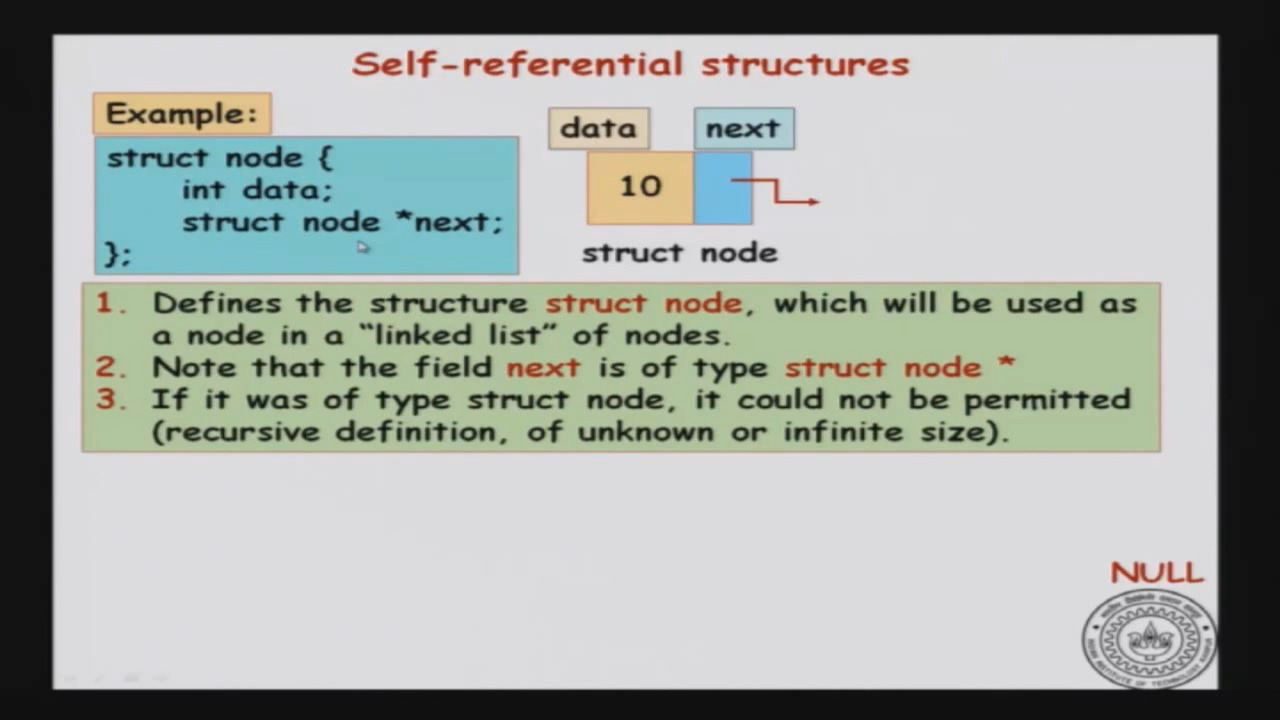 Self-referential structures
Example:
struct node {
int data;
struct node *next;
};
data next
10
struct node
1. Defines the structure struct node, which will be used as
a node in a “linked list” of nodes.
2. Note that the field next is of type struct node *
3. If it was of type struct node, it could not be permitted
(recursive definition, of unknown or infinite size).
NULL